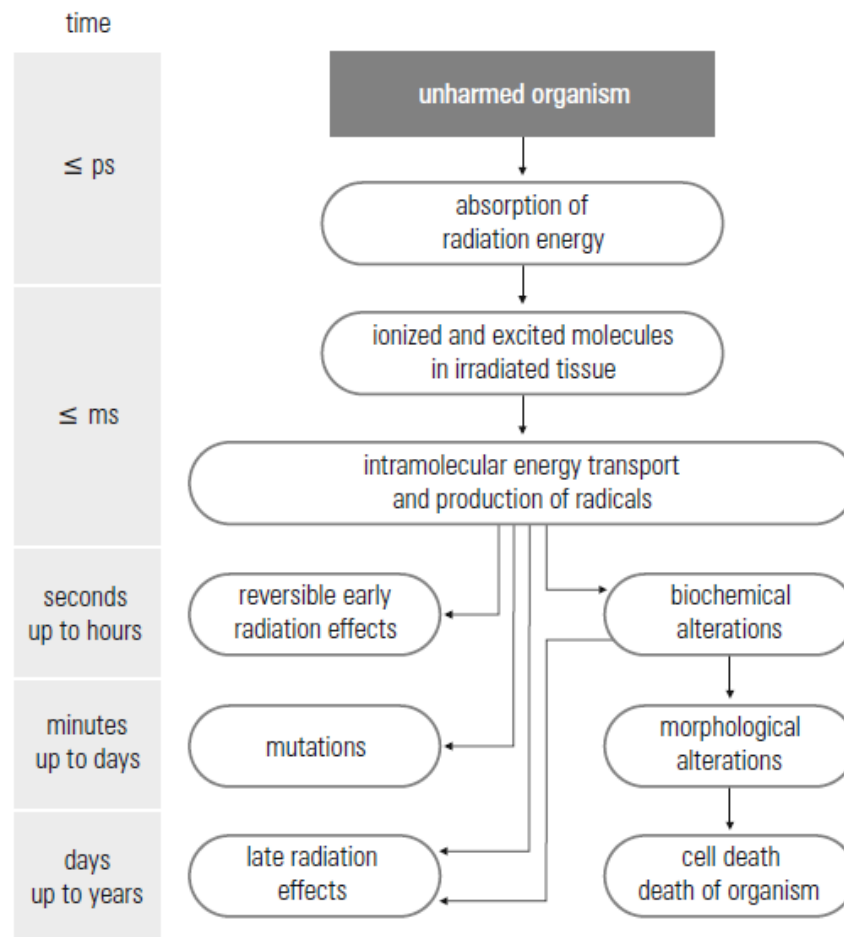 time
unharmed organism
≤ ps
absorption of
radiation energy
ionized and excited molecules
in irradiated tissue
≤ ms
intramolecular energy transport
and production of radicals
seconds
up to hours
reversible early
radiation effects
biochemical
alterations
minutes
up to days
mutations
morphological
alterations
days
up to years
late radiation
effects
cell death
death of organism